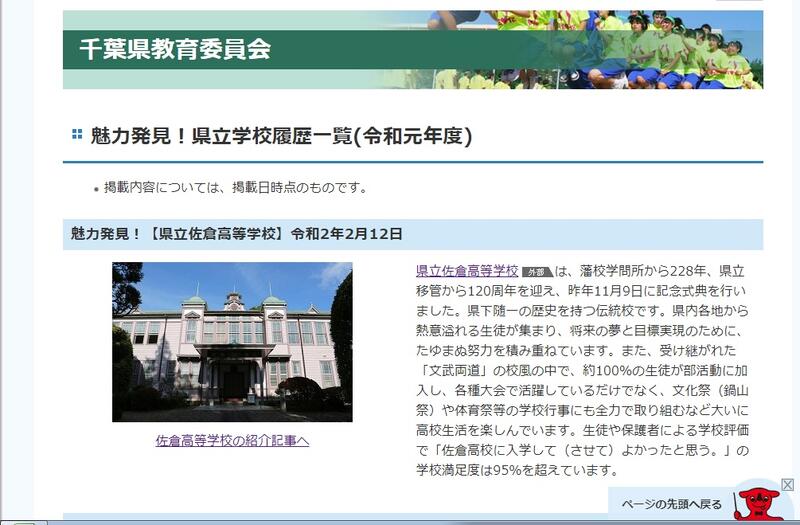 千葉県教育委員会
魅力発見！県立学校履歴一覧(令和元年度)
掲載内容については、掲載日時点のものです。
魅力発見！【県立佐倉高等学校】令和2年2月12日
県立佐倉高等学校 外部 は、藩校学問所から228年、県立
移管から120周年を迎え、昨年11月9日に記念式典を行い
ました。県下随一の歴史を持つ伝統校です。県内各地から
熱意溢れる生徒が集まり、将来の夢と目標実現のために、
たゆまぬ努力を積み重ねています。また、受け継がれた
「文武両道」の校風の中で、約100％の生徒が部活動に加
入し、各種大会で活躍しているだけでなく、文化祭（鍋山
祭）や体育祭等の学校行事にも全力で取り組むなど大いに
高校生活を楽しんでいます。生徒や保護者による学校評価
で「佐倉高校に入学して（させて）よかったと思う。」の
学校満足度は95％を超えています。
佐倉高等学校の紹介記事へ
ページの先頭へ戻る